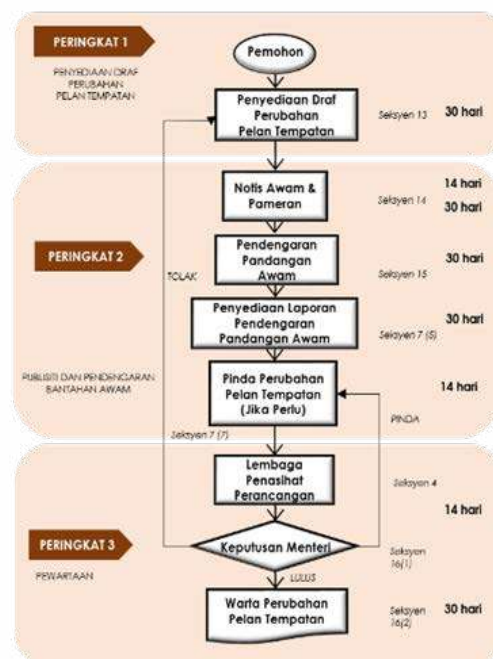 PERINGKAT 1
PENYEDIAAN DRAF
PERUBAHAN
PELAN TEMPATAN
Pemohon
Penyediaan Draf
Perubahan
Pelan Tempatan
Seksyen 13
30 hari
PERINGKAT 2
PUBLISITI DAN PENDENGARAN
BANTAHAN AWAM
Notis Awam &
Pameran
Seksyen 14
14 hari
30 hari
TOLAK
Pendengaran
Pandangan
Awam
Seksyen 15
30 hari
Penyediaan Laporan
Pendengaran
Pandangan Awam
Seksyen 7 (5)
30 hari
Pinda Perubahan
Pelan Tempatan
(Jika Perlu)
14 hari
PINDA
Seksyen 7 (7)
PERINGKAT 3
PEWARTAAN
Lembaga
Penasihat
Perancangan
Seksyen 4
14 hari
Keputusan Menteri
Seksyen
16(1)
LULUS
Warta Perubahan
Pelan Tempatan
Seksyen
16(2)
30 hari